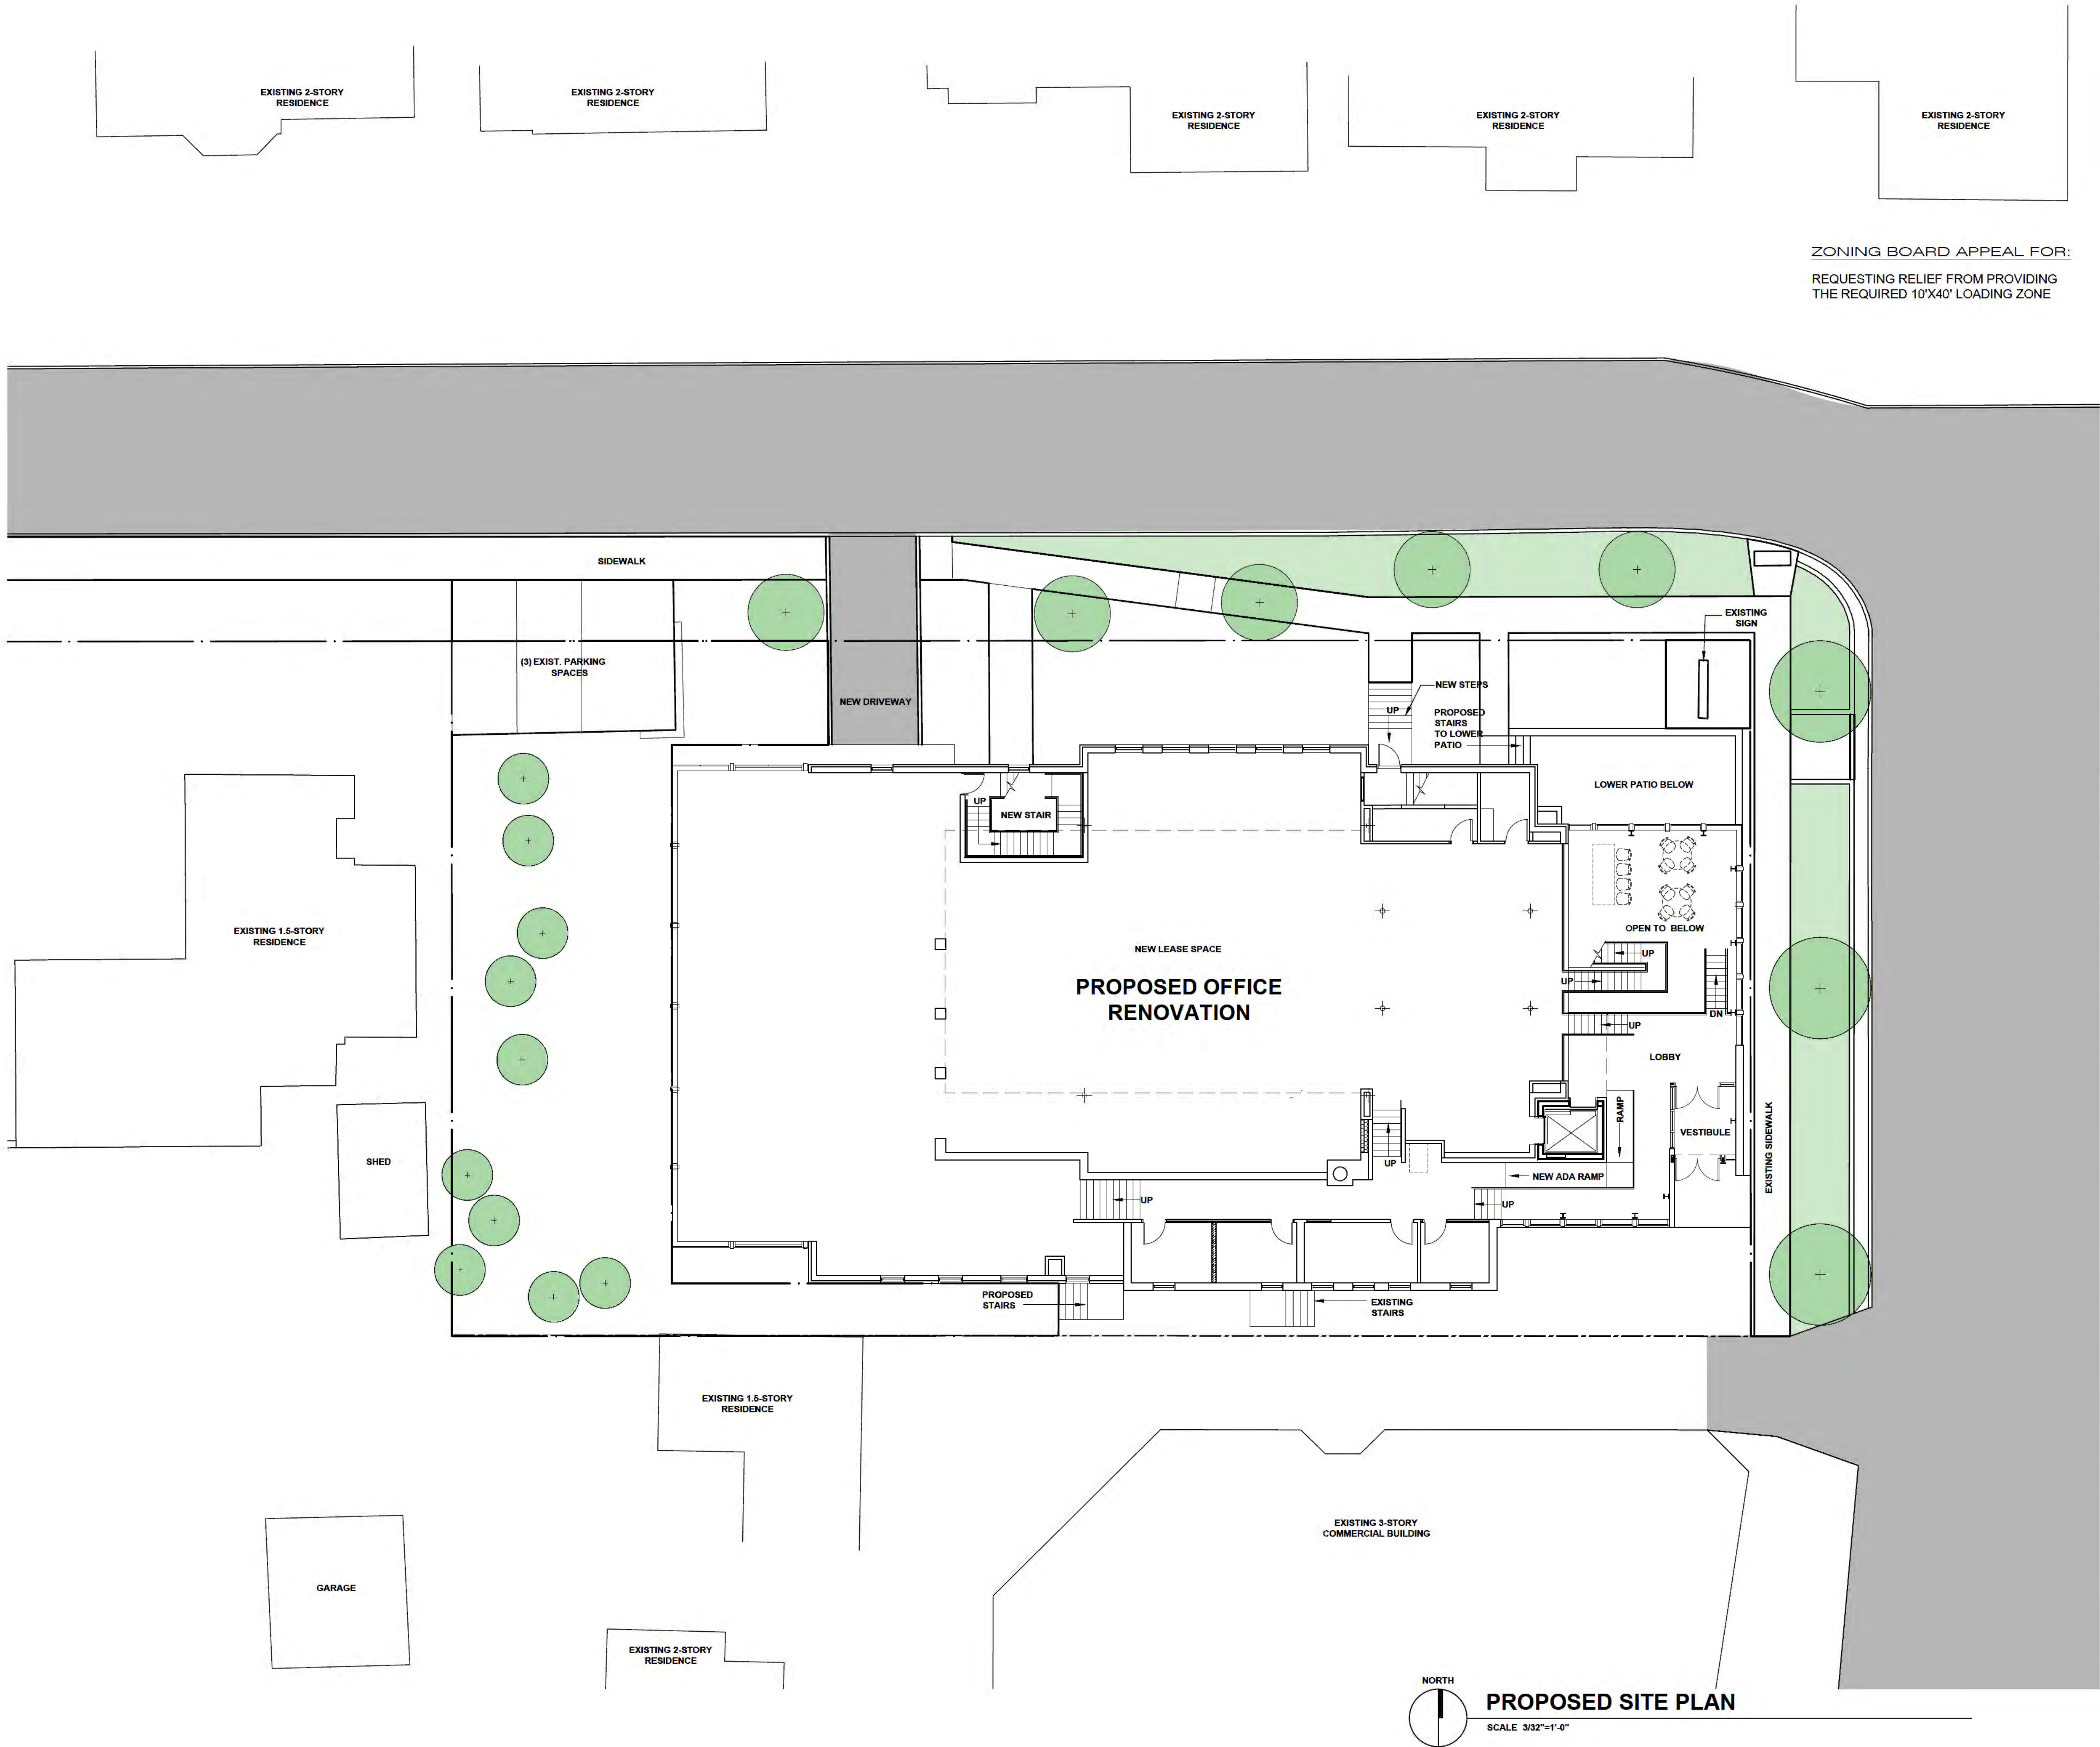 EXISTING 2-STORY
RESIDENCE
EXISTING 2-STORY
RESIDENCE
EXISTING 2-STORY
RESIDENCE
EXISTING 2-STORY
RESIDENCE
EXISTING 2-STORY
RESIDENCE
ZONING BOARD APPEAL FOR:
REQUESTING RELIEF FROM PROVIDING
THE REQUIRED 10'X40' LOADING ZONE
SIDEWALK
EXISTING
SIGN
(3) EXIST. PARKING
SPACES
NEW DRIVEWAY
NEW STEPS
UP
PROPOSED
STAIRS
TO LOWER
PATIO
LOWER PATIO BELOW
UP
NEW STAIR
EXISTING 1.5-STORY
RESIDENCE
NEW LEASE SPACE
PROPOSED OFFICE
RENOVATION
OPEN TO BELOW
UP
UP
DN
UP
LOBBY
RAMP
VESTIBULE
EXISTING SIDEWALK
SHED
UP
NEW ADA RAMP
UP
UP
PROPOSED
STAIRS
EXISTING
STAIRS
EXISTING 1.5-STORY
RESIDENCE
EXISTING 3-STORY
COMMERCIAL BUILDING
GARAGE
EXISTING 2-STORY
RESIDENCE
NORTH
PROPOSED SITE PLAN
SCALE 3/32"=1'-0"